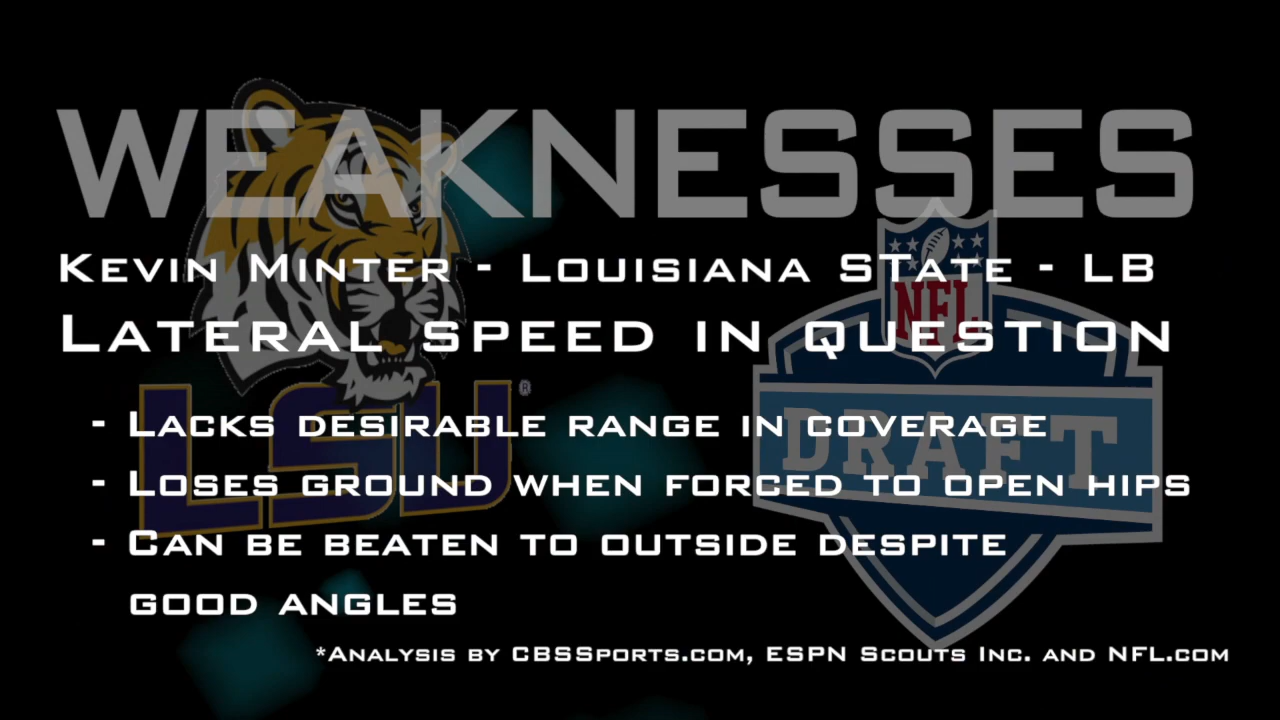 WEAKNESSES
Kevin Minter - Louisiana STate - LB
Lateral speed in question
- Lacks desirable range in coverage
- Loses ground when forced to open hips
- Can be beaten to outside despite
good angles
*Analysis by CBSSports.com, ESPN Scouts Inc. and NFL.com
LSU ®
NFL
DRAFT